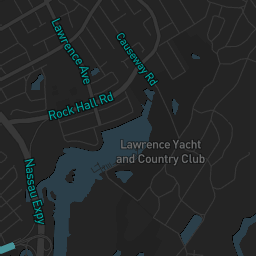 Lawrence Ave
Causeway Rd
Rock Hall Rd
Lawrence Yacht
and Country Club
Nassau Expy